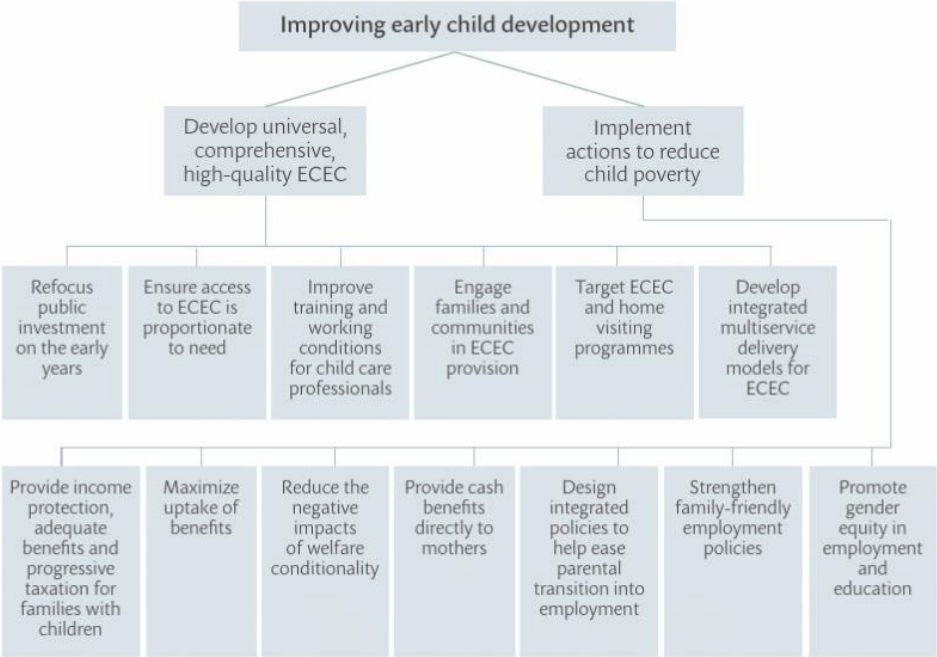 Improving early child development
Develop universal,
comprehensive,
high-quality ECEC
Implement
actions to reduce
child poverty
Refocus
public
investment
on the early
years
Ensure access
to ECEC is
proportionate
to need
Improve
training and
working
conditions
for child care
professionals
Engage
families and
communities
in ECEC
provision
Target ECEC
and home
visiting
programmes
Develop
integrated
multiservice
delivery
models for
ECEC
Provide income
protection,
adequate
benefits and
progressive
taxation for
families with
children
Maximize
uptake of
benefits
Reduce the
negative
impacts
of welfare
conditionality
Provide cash
benefits
directly to
mothers
Design
integrated
policies to
help ease
parental
transition into
employment
Strengthen
family-friendly
employment
policies
Promote
gender
equity in
employment
and
education